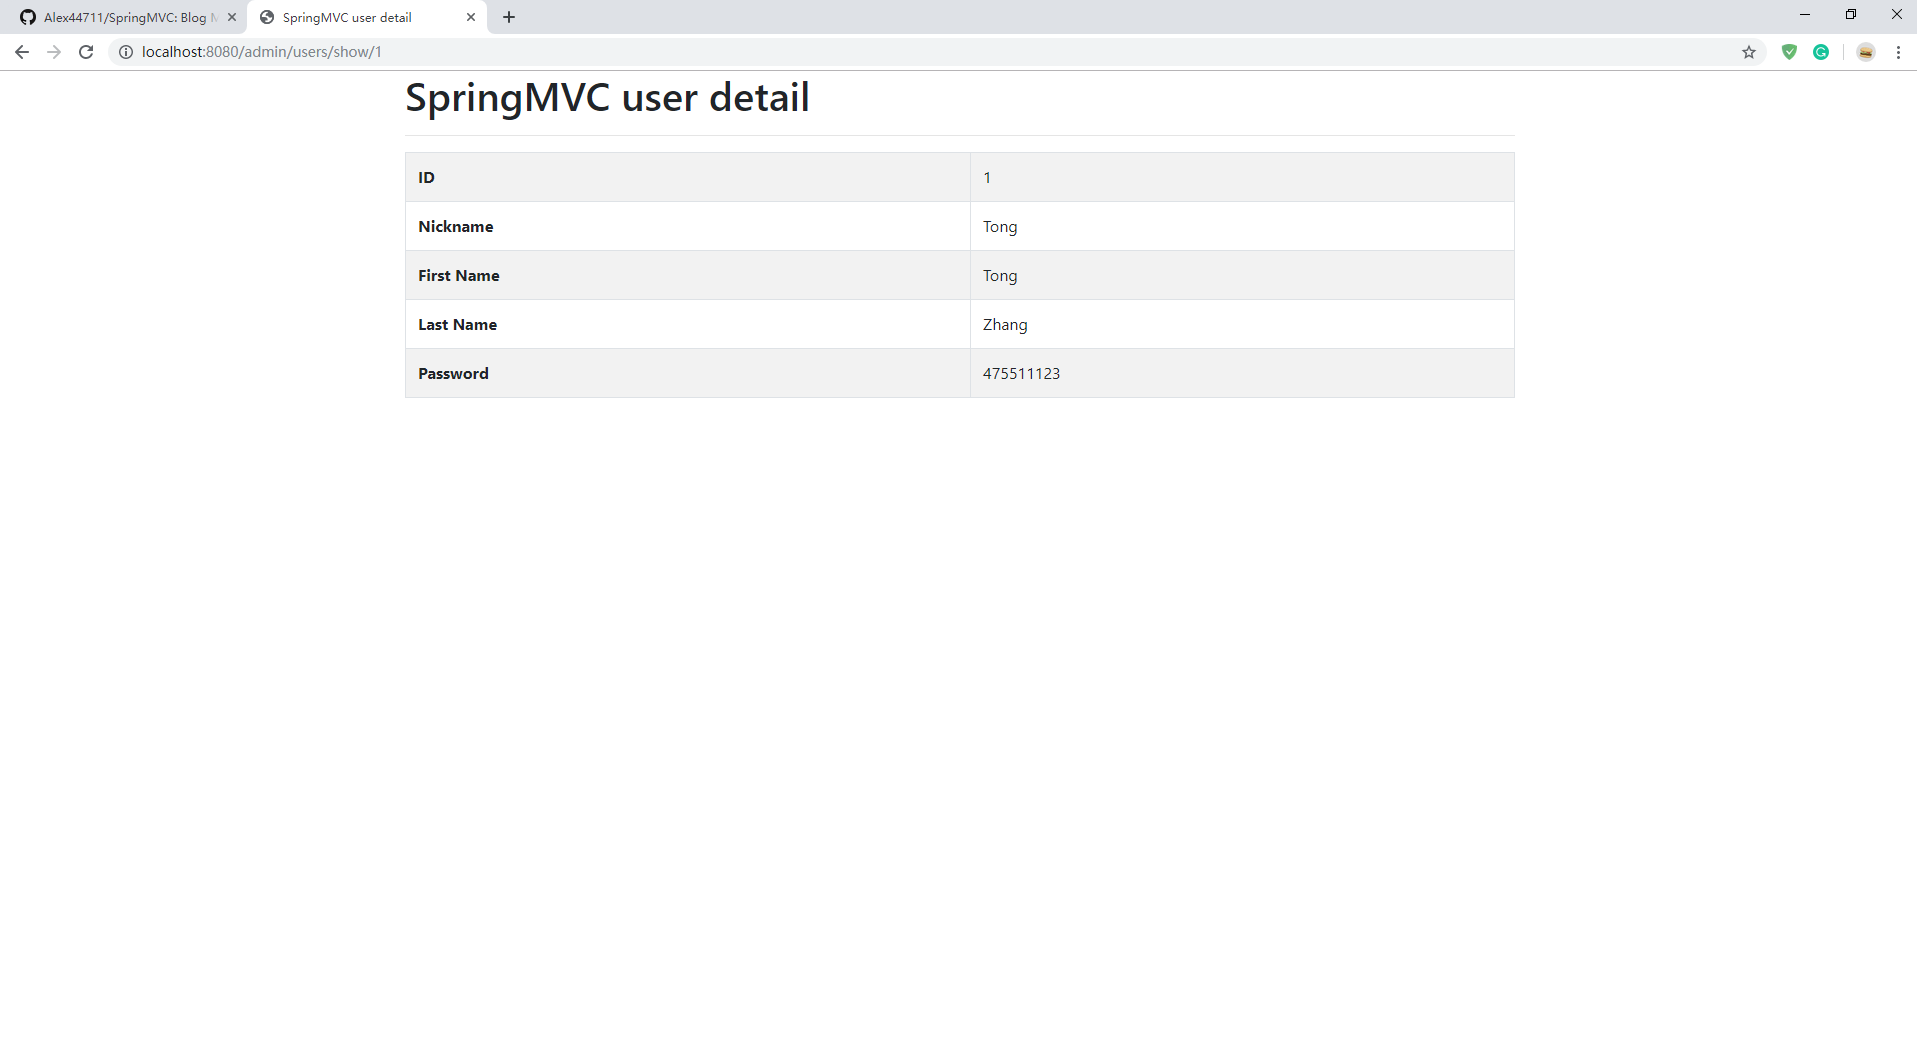 Alex44711/SpringMVC: Blog M
SpringMVC user detail
localhost:8080/admin/users/show/1
SpringMVC user detail
ID 1
Nickname Tong
First Name Tong
Last Name Zhang
Password 475511123